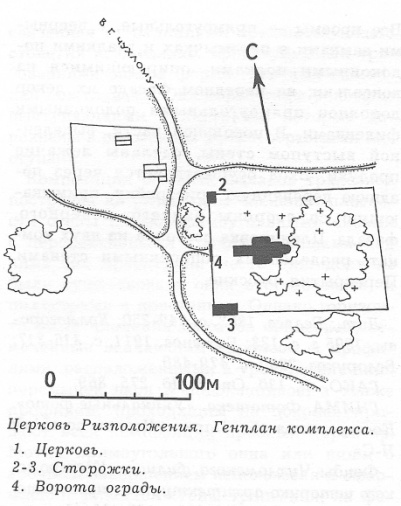 В Г. ЧУХЛОМУ
С
2
1
4
3
0 100М
Церковь Ризположения. Генплан комплекса.
1. Церковь.
2-3. Сторожки.
4. Ворота ограды.